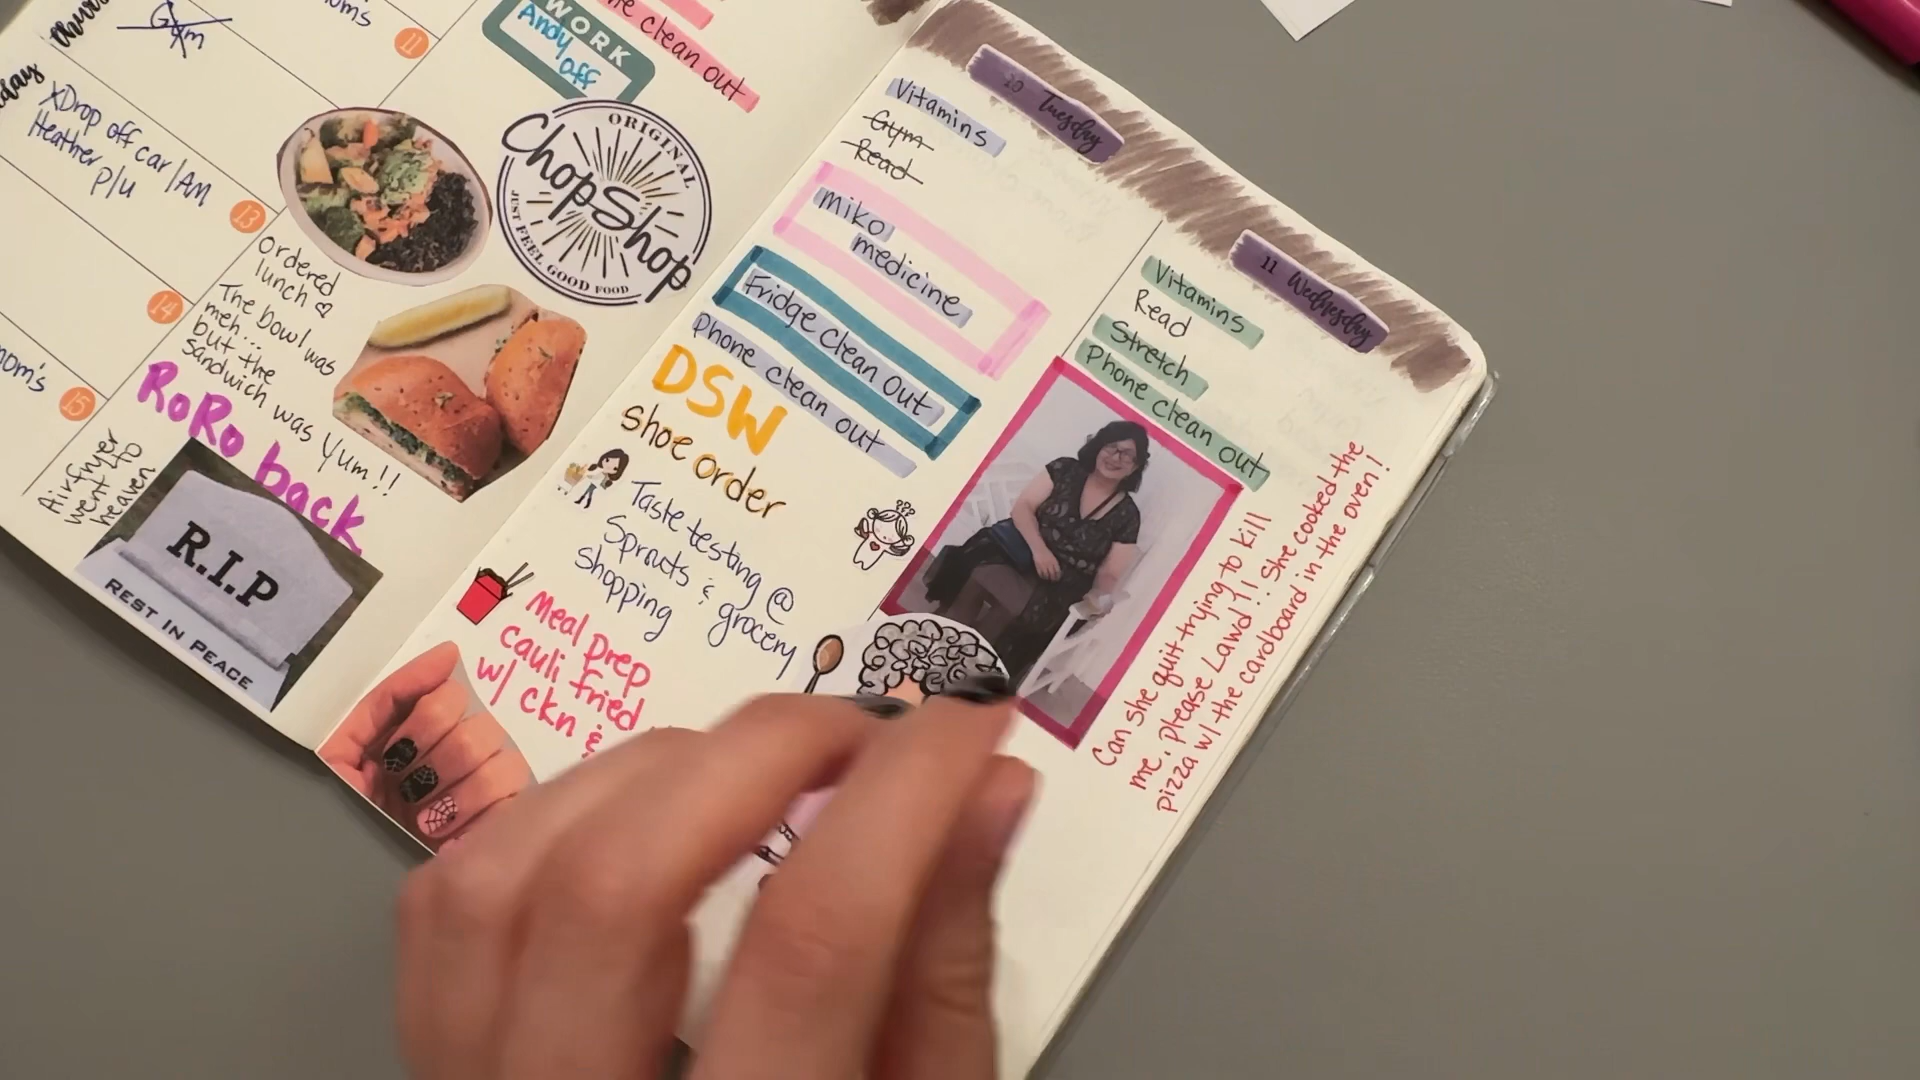 Gym
mom's
11
XDrop off car/AM
Heather P/u
13
14
mom's
15
WORK
Andy
off
clean out
ORIGINAL
ChopShop
JUST FEEL GOOD FOOD
ordered
lunch ♡
The bowl was
meh...
but the
sandwich was Yum!!
RoRo back
Airfryer
went to
heaven
R.I.P
REST IN PEACE
10 Tuesday
Vitamins
Gym
Read
miko
medicine
Fridge Clean Out
Phone clean out
DSW
Shoe order
Taste testing @
Sprouts & grocery
shopping
Meal Prep
cauli fried
w/ ckn &
11 Wednesday
Vitamins
Read
Stretch
Phone clean out
Can she quit trying to kill
me. Please Lawd!! :: She cooked the
pizza w/ the cardboard in the oven!